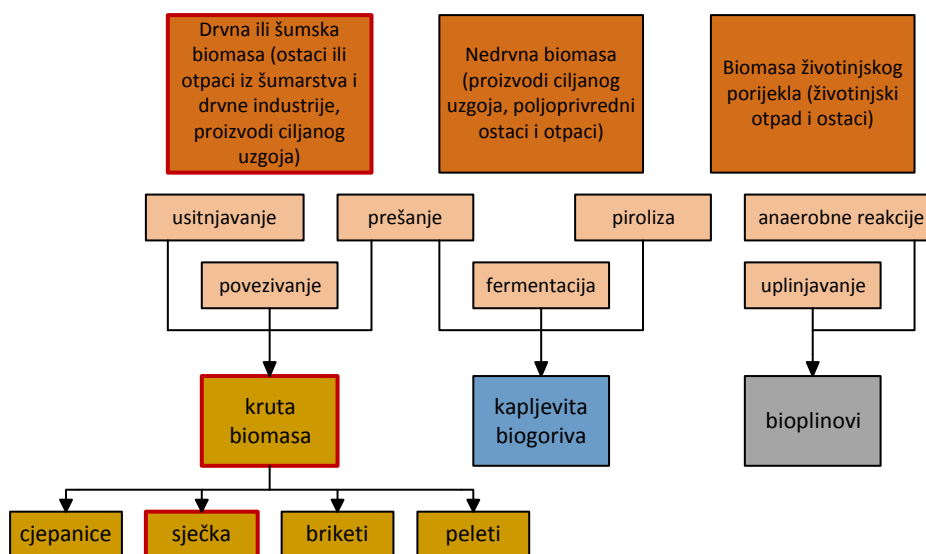 Drvna ili šumska
biomasa (ostaci ili
otpaci iz šumarstva i
drvne industrije,
proizvodi ciljanog
uzgoja)
Nedrvna biomasa
(proizvodi ciljanog
uzgoja, poljoprivredni
ostaci i otpaci)
Biomasa životinjskog
porijekla (životinjski
otpad i ostaci)
usitnjavanje
prešanje
piroliza
anaerobne reakcije
povezivanje
fermentacija
uplinjavanje
kruta
biomasa
kapljevita
biogoriva
bioplinovi
cjepanice
sječka
briketi
peleti